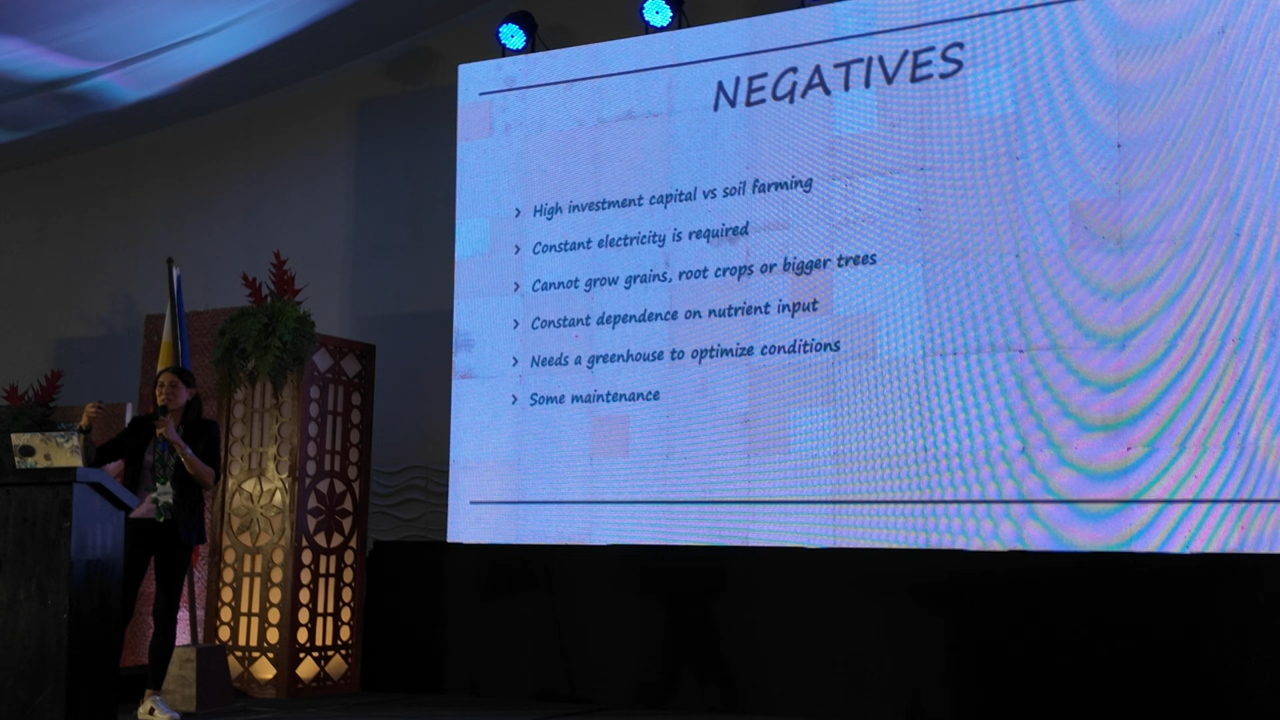 NEGATIVES
› High investment capital vs soil farming
› Constant electricity is required
› Cannot grow grains, root crops or bigger trees
› Constant dependence on nutrient input
› Needs a greenhouse to optimize conditions
› Some maintenance